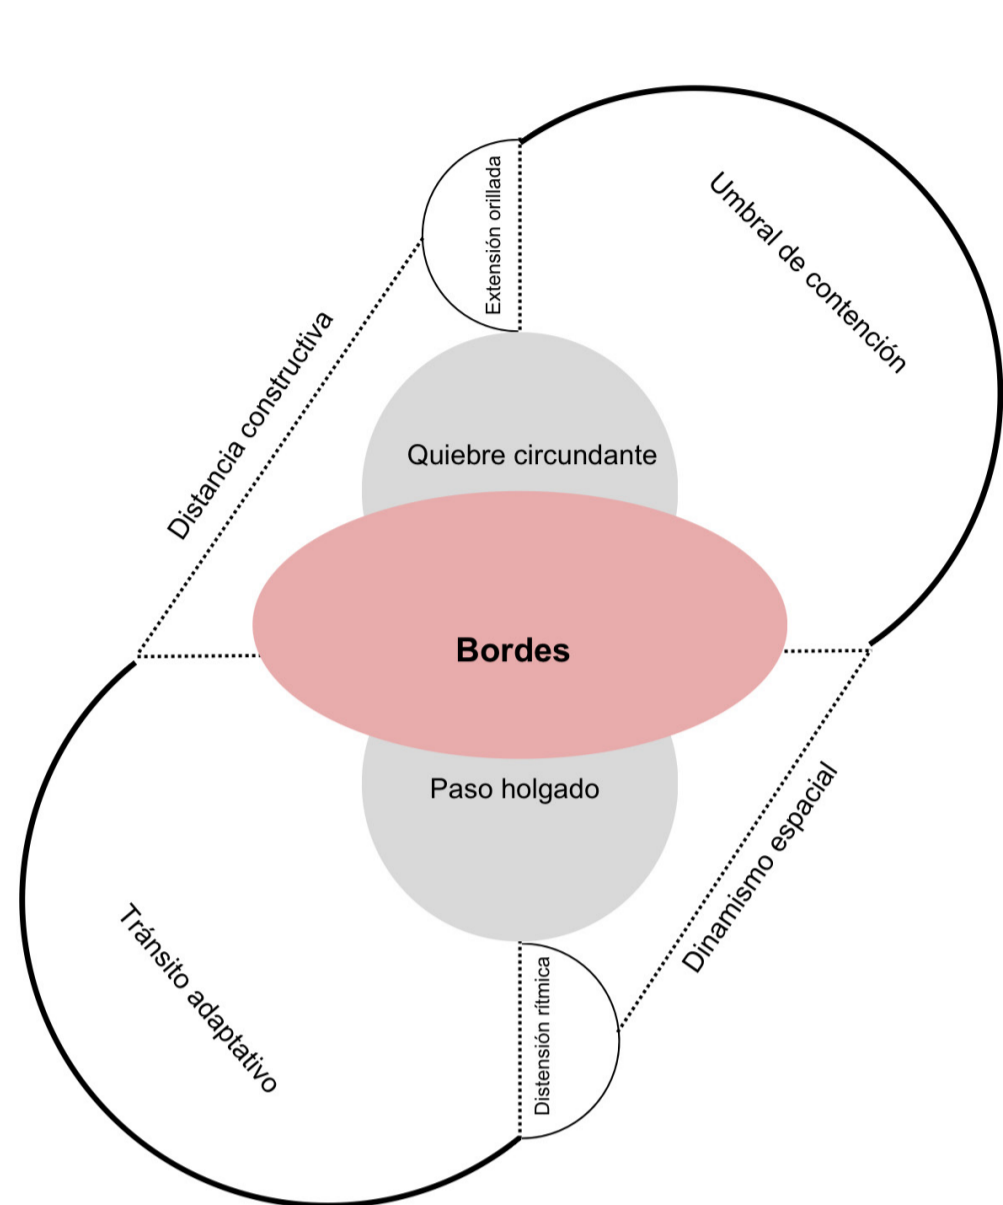 Extensión orillada
Umbral de contención
Distancia constructiva
Quiebre circundante
Bordes
Paso holgado
Dinamismo espacial
Tránsito adaptativo
Distensión rítmica